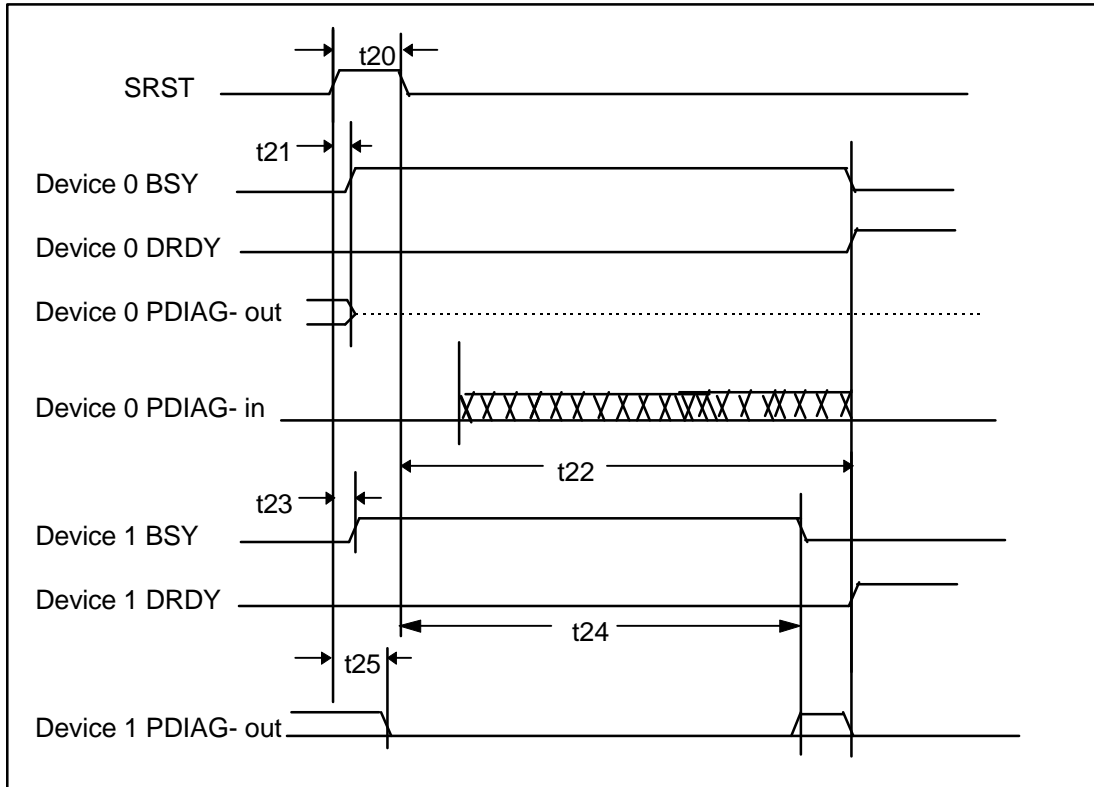 t20
SRST
t21
Device 0 BSY
Device 0 DRDY
Device 0 PDIAG- out
Device 0 PDIAG- in
t22
t23
Device 1 BSY
Device 1 DRDY
t24
t25
Device 1 PDIAG- out